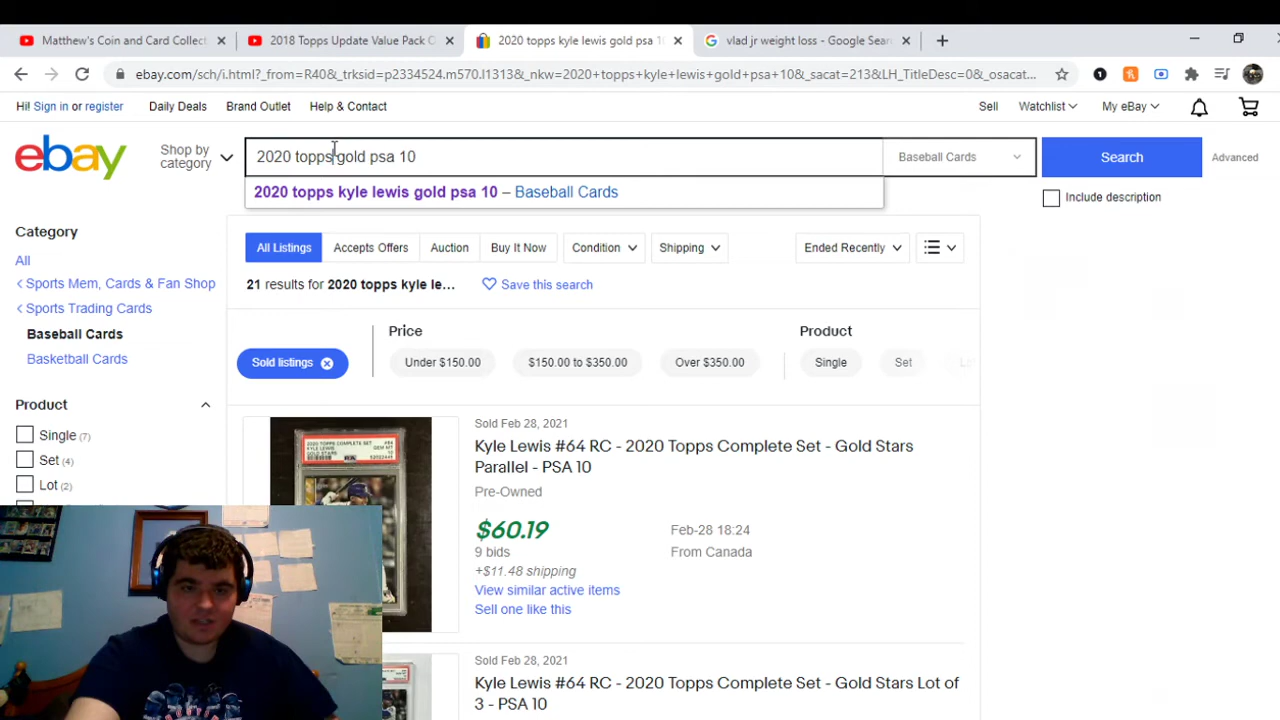 Matthew's Coin and Card Collect
2018 Topps Update Value Pack O
2020 topps kyle lewis gold psa 10
vlad jr weight loss - Google Sear
ebay.com/sch/i.html?_from=R40&_trksid=p2334524.m570.l1313&_nkw=2020+topps+kyle+lewis+gold+psa+10&_sacat=213&LH_TitleDesc=0&_osacat...
Hi! Sign in or register
Daily Deals
Brand Outlet
Help & Contact
Sell
Watchlist
My eBay
ebay
Shop by
category
2020 topps gold psa 10
Baseball Cards
Search
Advanced
2020 topps kyle lewis gold psa 10 – Baseball Cards
Include description
Category
All
Sports Mem, Cards & Fan Shop
Sports Trading Cards
Baseball Cards
Basketball Cards
Product
Single (7)
Set (4)
Lot (2)
All Listings
Accepts Offers
Auction
Buy It Now
Condition
Shipping
Ended Recently
21 results for 2020 topps kyle le...
Save this search
Price
Product
Sold listings
Under $150.00
$150.00 to $350.00
Over $350.00
Single
Set
Sold Feb 28, 2021
Kyle Lewis #64 RC - 2020 Topps Complete Set - Gold Stars
Parallel - PSA 10
Pre-Owned
$60.19
Feb-28 18:24
9 bids
From Canada
+$11.48 shipping
View similar active items
Sell one like this
Sold Feb 28, 2021
Kyle Lewis #64 RC - 2020 Topps Complete Set - Gold Stars Lot of
3 - PSA 10